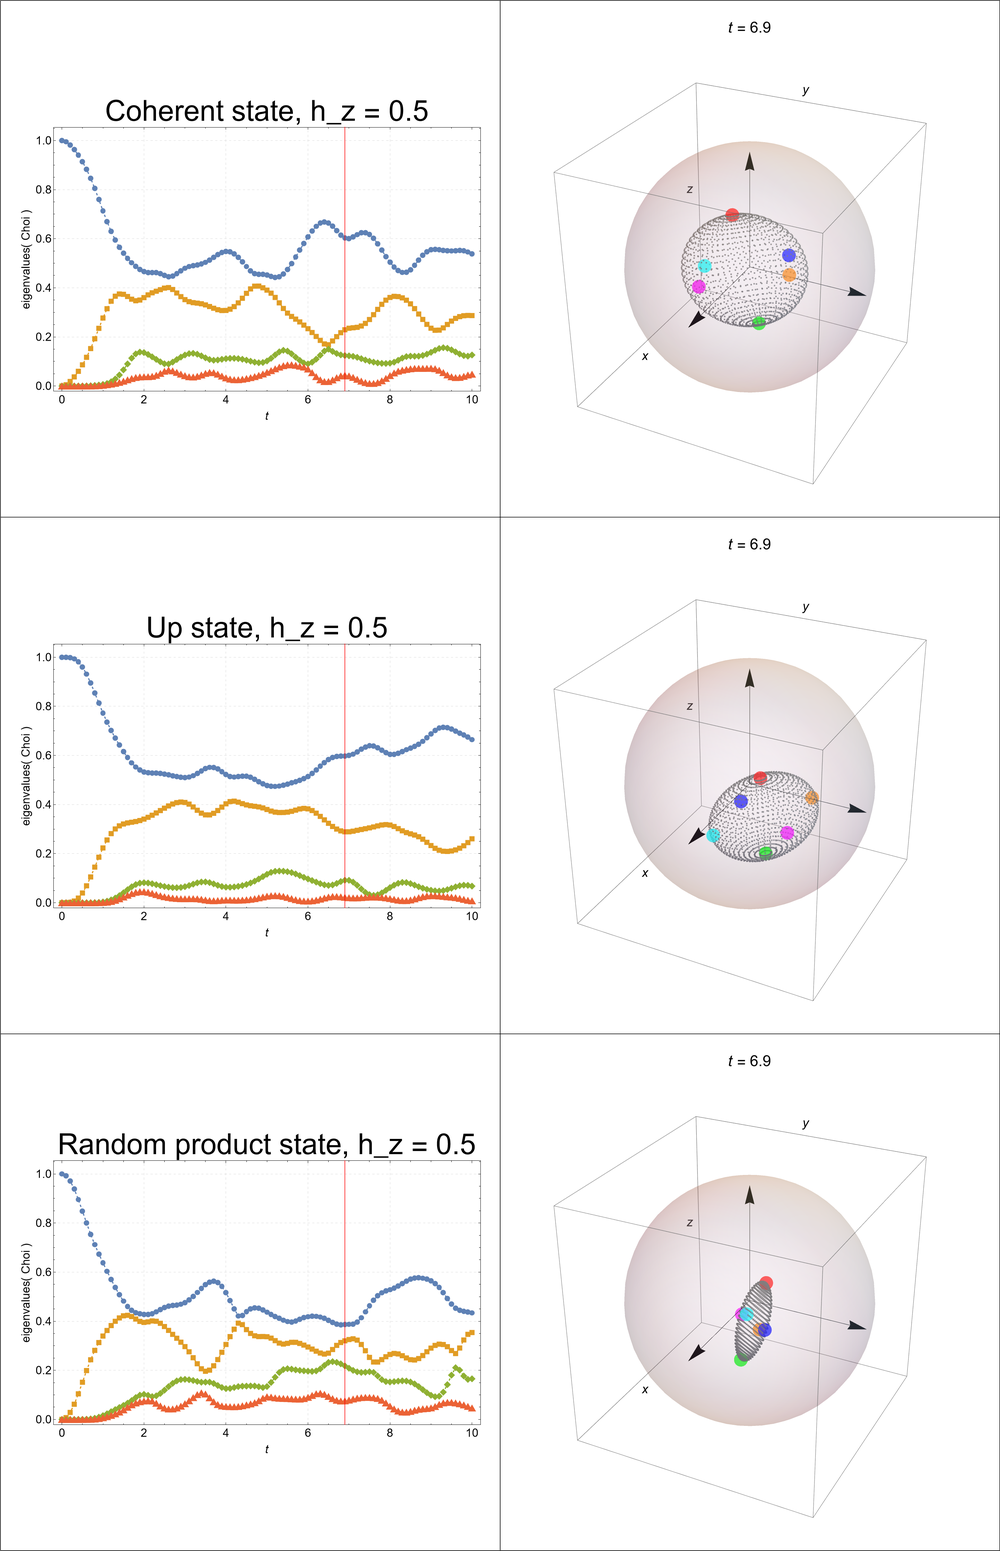 t = 6.9
Coherent state, h_z = 0.5
eigenvalues( Choi )
1.0
0.8
0.6
0.4
0.2
0.0
0 2 4 6 8 10
t
y
z
x
t = 6.9
Up state, h_z = 0.5
eigenvalues( Choi )
1.0
0.8
0.6
0.4
0.2
0.0
0 2 4 6 8 10
t
y
z
x
t = 6.9
Random product state, h_z = 0.5
eigenvalues( Choi )
1.0
0.8
0.6
0.4
0.2
0.0
0 2 4 6 8 10
t
y
z
x